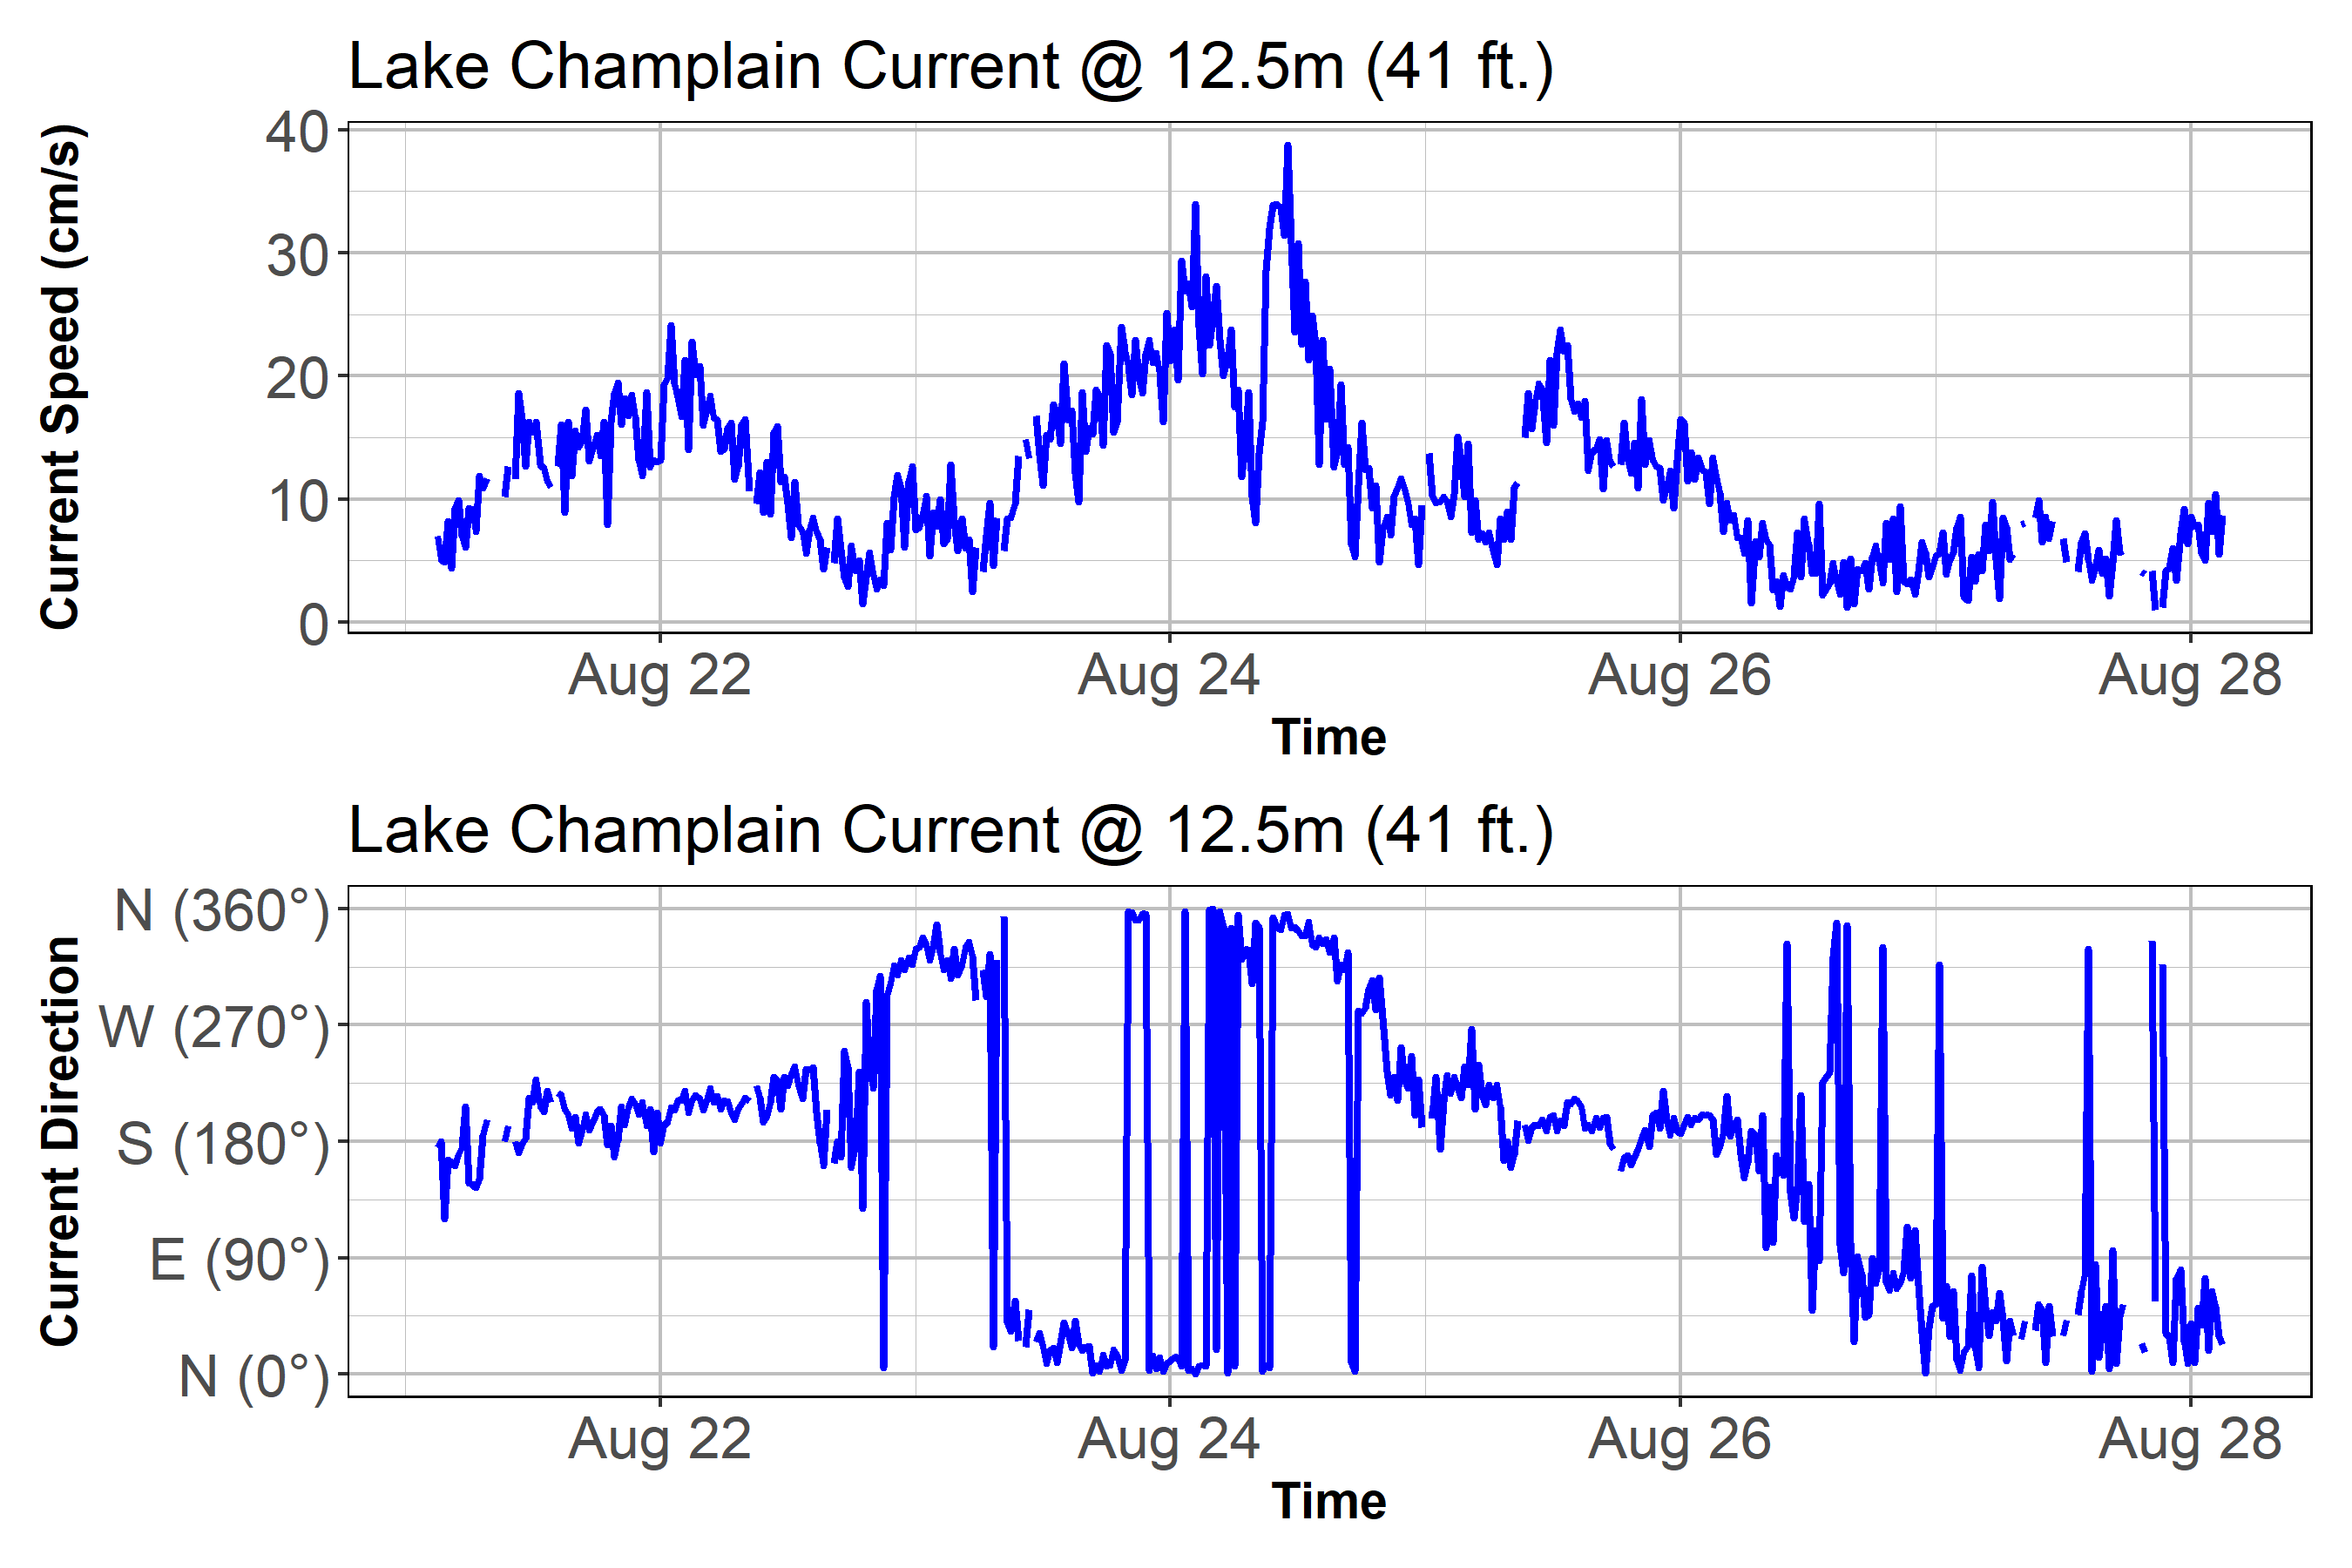 Lake Champlain Current @ 12.5m (41 ft.)
Current Speed (cm/s)
40
30
20
10
0
Aug 22 Aug 24 Aug 26 Aug 28
Time
Lake Champlain Current @ 12.5m (41 ft.)
Current Direction
N (360°)
W (270°)
S (180°)
E (90°)
N (0°)
Aug 22 Aug 24 Aug 26 Aug 28
Time